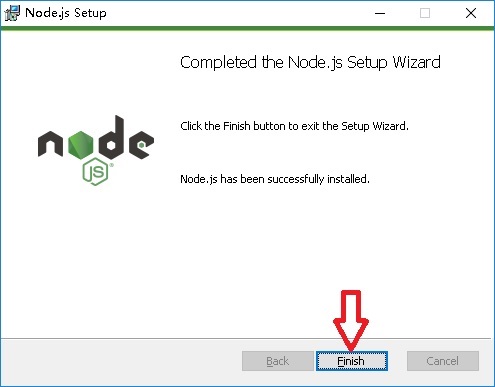 Node.js Setup
Completed the Node.js Setup Wizard
Click the Finish button to exit the Setup Wizard.
node
JS
Node.js has been successfully installed.
Back
Finish
Cancel